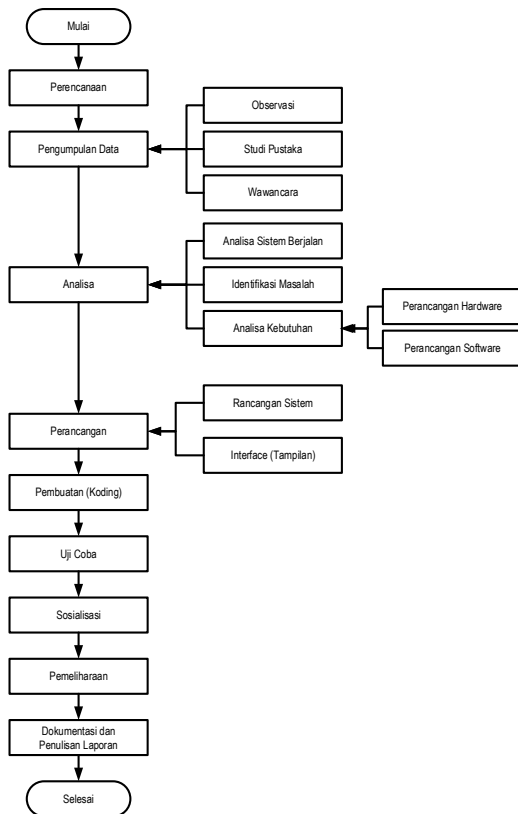 Mulai
Perencanaan
Observasi
Pengumpulan Data
Studi Pustaka
Wawancara
Analisa Sistem Berjalan
Analisa
Identifikasi Masalah
Perancangan Hardware
Analisa Kebutuhan
Perancangan Software
Rancangan Sistem
Perancangan
Interface (Tampilan)
Pembuatan (Koding)
Uji Coba
Sosialisasi
Pemeliharaan
Dokumentasi dan
Penulisan Laporan
Selesai